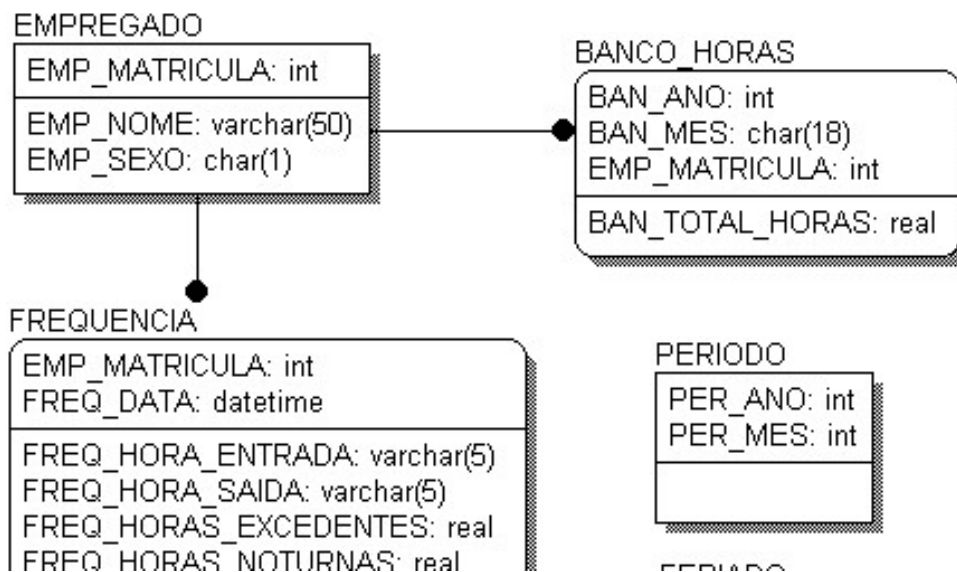 EMPREGADO
EMP_MATRICULA: int
EMP_NOME: varchar(50)
EMP_SEXO: char(1)
BANCO_HORAS
BAN_ANO: int
BAN_MES: char(18)
EMP_MATRICULA: int
BAN_TOTAL_HORAS: real
FREQUENCIA
EMP_MATRICULA: int
FREQ_DATA: datetime
FREQ_HORA_ENTRADA: varchar(5)
FREQ_HORA_SAIDA: varchar(5)
FREQ_HORAS_EXCEDENTES: real
FREQ_HORAS_NOTURNAS: real
PERIODO
PER_ANO: int
PER_MES: int
FERIADO